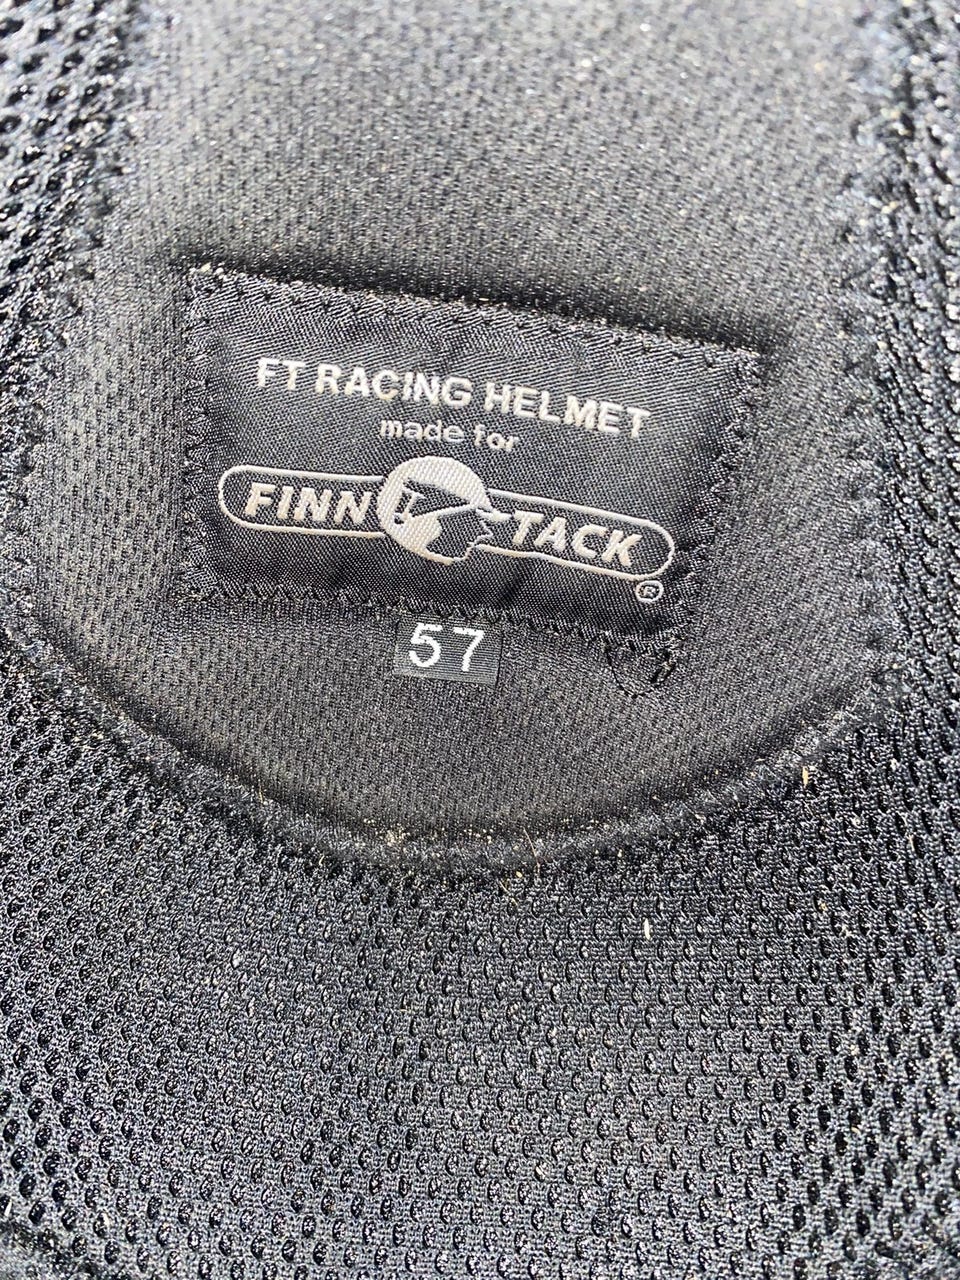 FT RACING HELMET
made for
FINN TACK
®
57